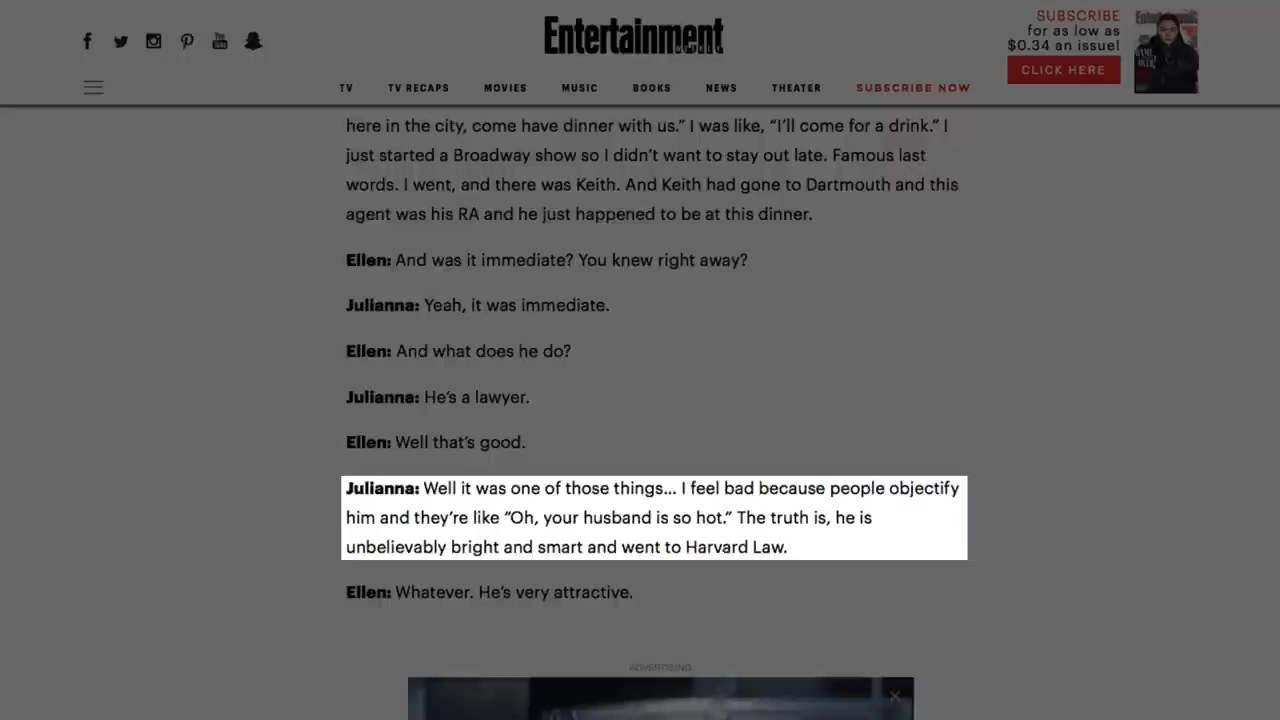 SUBSCRIBE
for as low as
$0.34 an issue!
CLICK HERE
Entertainment
TV TV RECAPS MOVIES MUSIC BOOKS NEWS THEATER SUBSCRIBE NOW
here in the city, come have dinner with us.” I was like, “I’ll come for a drink.” I
just started a Broadway show so I didn’t want to stay out late. Famous last
words. I went, and there was Keith. And Keith had gone to Dartmouth and this
agent was his RA and he just happened to be at this dinner.
Ellen: And was it immediate? You knew right away?
Julianna: Yeah, it was immediate.
Ellen: And what does he do?
Julianna: He’s a lawyer.
Ellen: Well that’s good.
Julianna: Well it was one of those things... I feel bad because people objectify
him and they’re like “Oh, your husband is so hot.” The truth is, he is
unbelievably bright and smart and went to Harvard Law.
Ellen: Whatever. He’s very attractive.
ADVERTISING